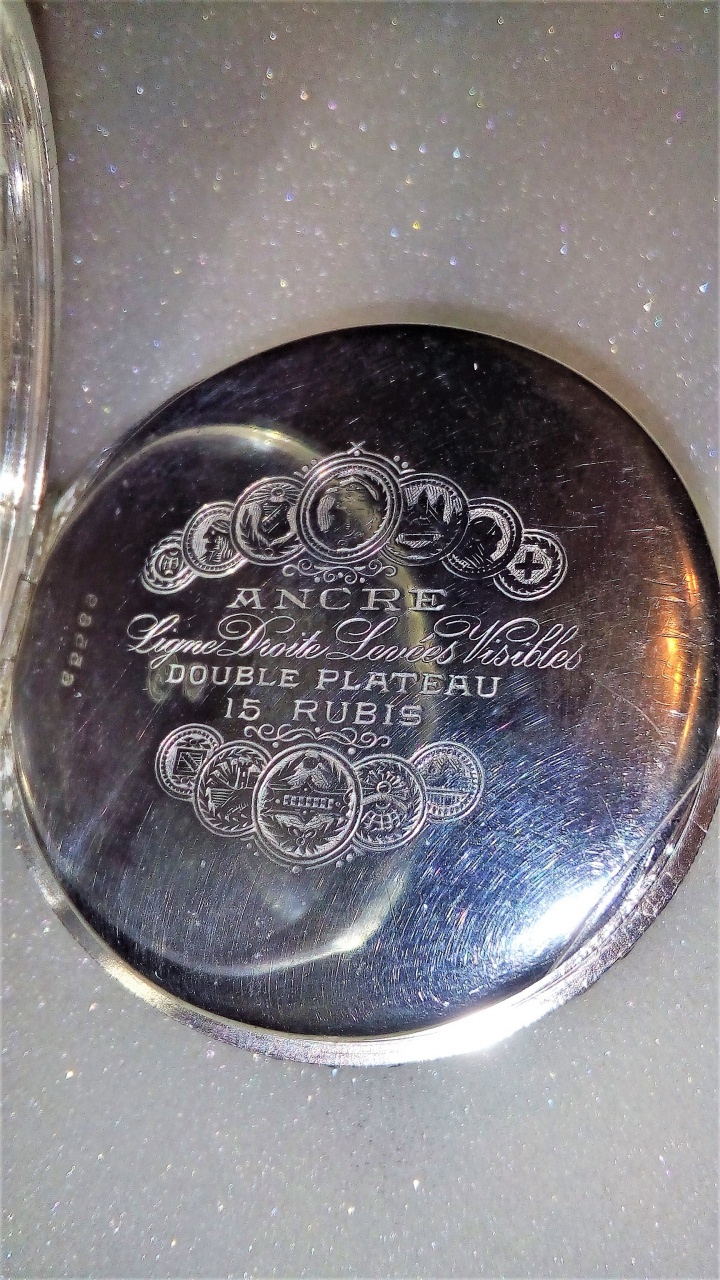 ANCRE
Ligne Droite Levées Visibles
DOUBLE PLATEAU
15 RUBIS